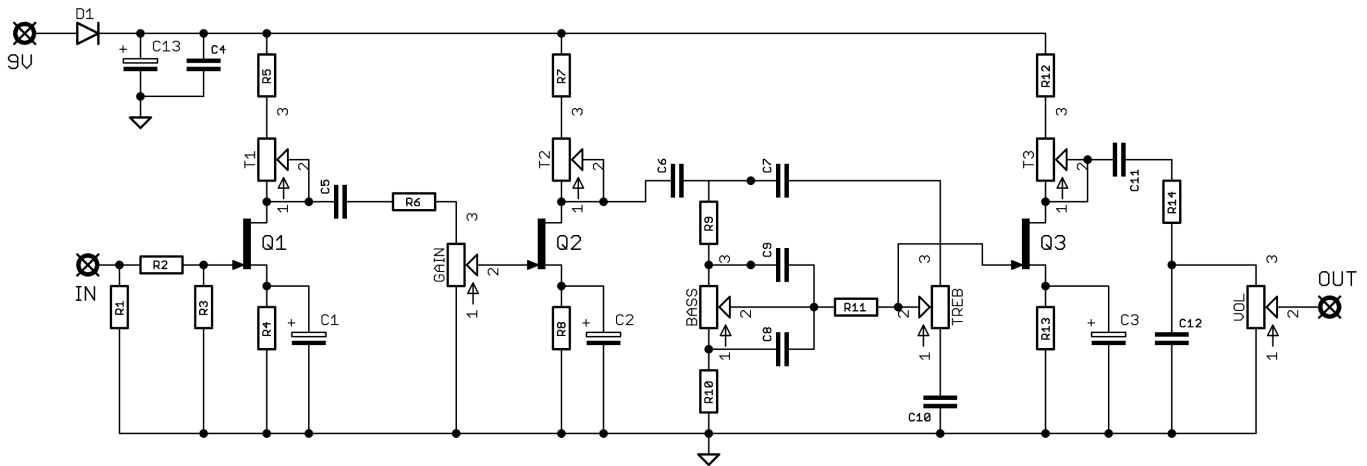 D1
+ C13
C4
9V
R5
3
T1
2
1
C5
R6
3
GAIN
2
1
Q1
IN
R1
R2
R3
R4
+ C1
R7
3
T2
2
1
Q2
R8
+ C2
C6
C7
R9
3
C9
BASS
2
1
C8
R10
R11
3
2
TREB
1
C10
R12
3
T3
2
1
Q3
R13
+ C3
C11
R14
C12
3
VOL
2
1
OUT